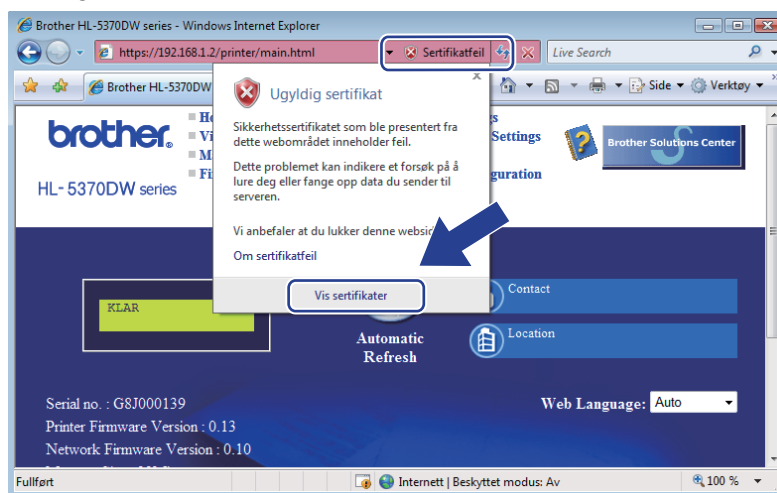 Brother HL-5370DW series - Windows Internet Explorer
https://192.168.1.2/printer/main.html
Sertifikatfeil
Live Search
Brother HL-5370DW
Side
Verktøy
Ugyldig sertifikat
x
Sikkerhetssertifikatet som ble presentert fra
dette webområdet inneholder feil.
Dette problemet kan indikere et forsøk på å
lure deg eller fange opp data du sender til
serveren.
Vi anbefaler at du lukker denne
Om sertifikatfeil
Vis sertifikater
brother
HL-5370DW series
Settings
Brother Solutions Center
KLAR
Automatic
Refresh
Contact
Location
Serial no. : G8J000139
Printer Firmware Version : 0.13
Network Firmware Version : 0.10
Web Language: Auto
Fullført
Internett | Beskyttet modus: Av
100 %